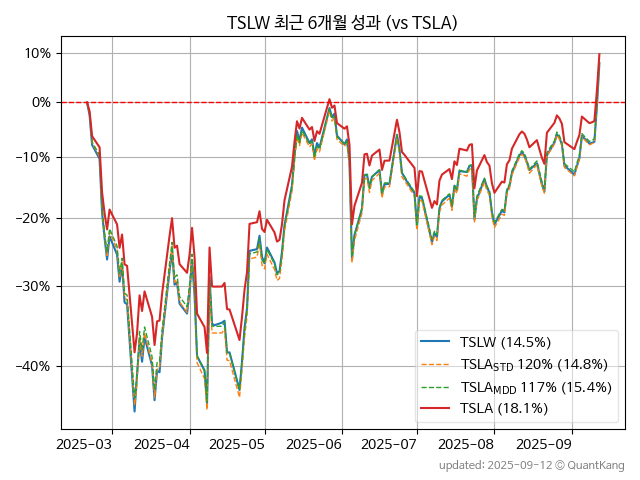 TSLW 최근 6개월 성과 (vs TSLA)
10%
0%
−10%
−20%
−30%
−40%
TSLW (14.5%)
TSLA_STD 120% (14.8%)
TSLA_MDD 117% (15.4%)
TSLA (18.1%)
2025-03 2025-04 2025-05 2025-06 2025-07 2025-08 2025-09
updated: 2025-09-12 © QuantKang